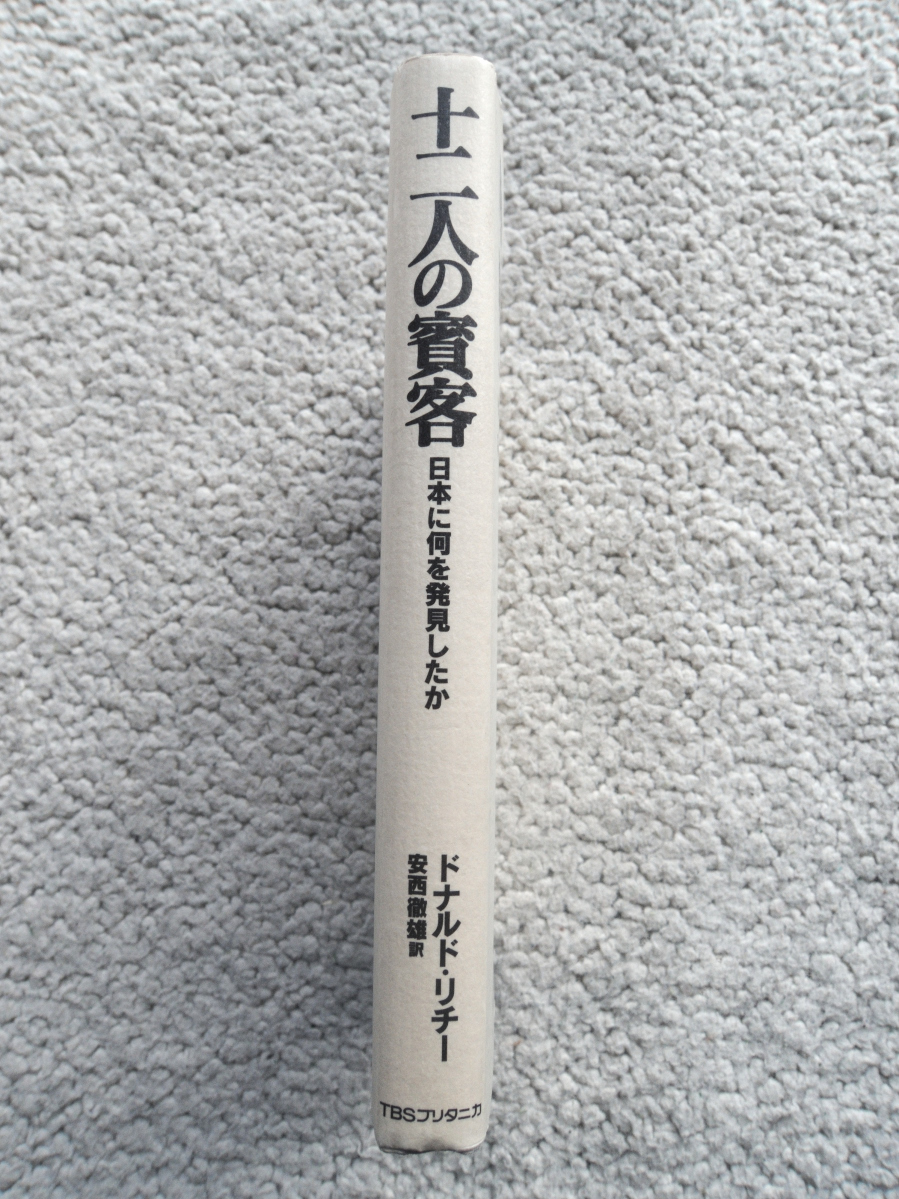 十二人の賓客
日本に何を発見したか
ドナルド・リチー
安西徹雄 訳
TBSブリタニカ